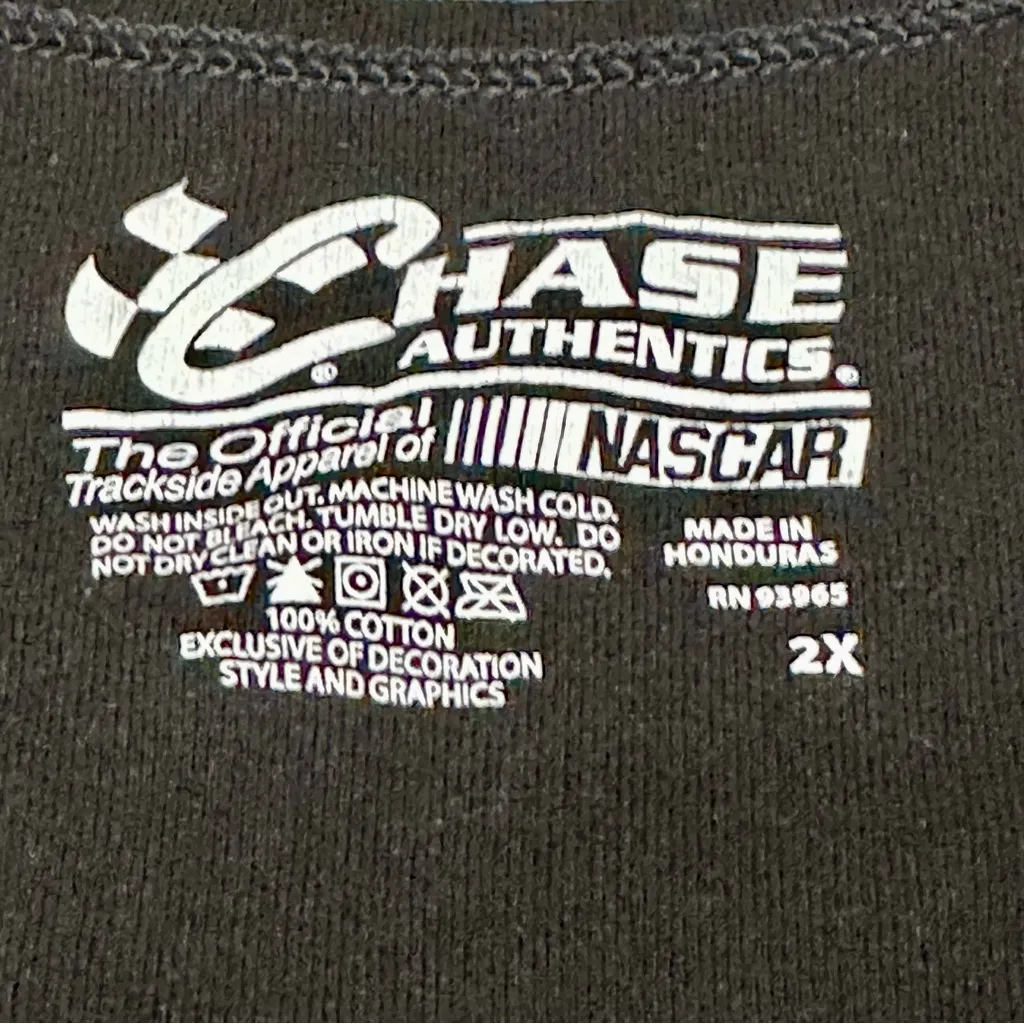 CHASE
AUTHENTICS®
®
The Official
Trackside Apparel of
NASCAR
WASH INSIDE OUT. MACHINE WASH COLD.
DO NOT BLEACH. TUMBLE DRY LOW. DO
NOT DRY CLEAN OR IRON IF DECORATED.
100% COTTON
EXCLUSIVE OF DECORATION
STYLE AND GRAPHICS
MADE IN
HONDURAS
RN 93965
2X